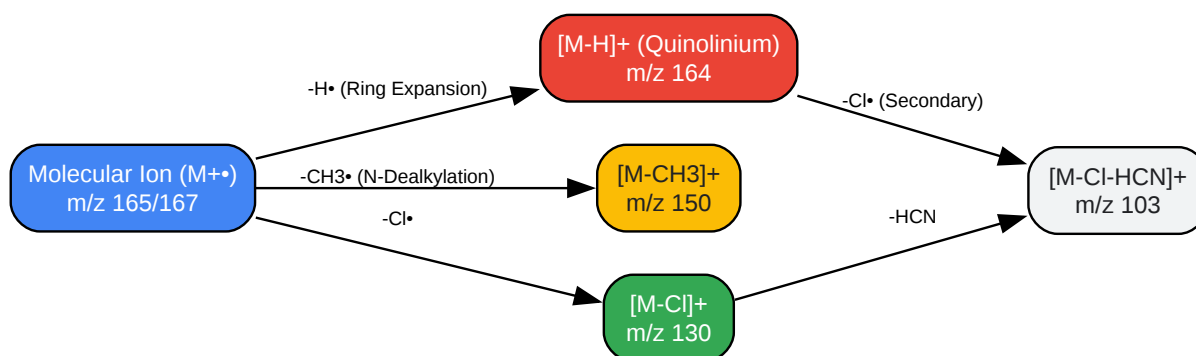 [M-H]+ (Quinolinium)
m/z 164
-H• (Ring Expansion)
-Cl• (Secondary)
Molecular Ion (M+•)
m/z 165/167
-CH3• (N-Dealkylation)
[M-CH3]+
m/z 150
[M-Cl-HCN]+
m/z 103
-Cl•
-HCN
[M-Cl]+
m/z 130